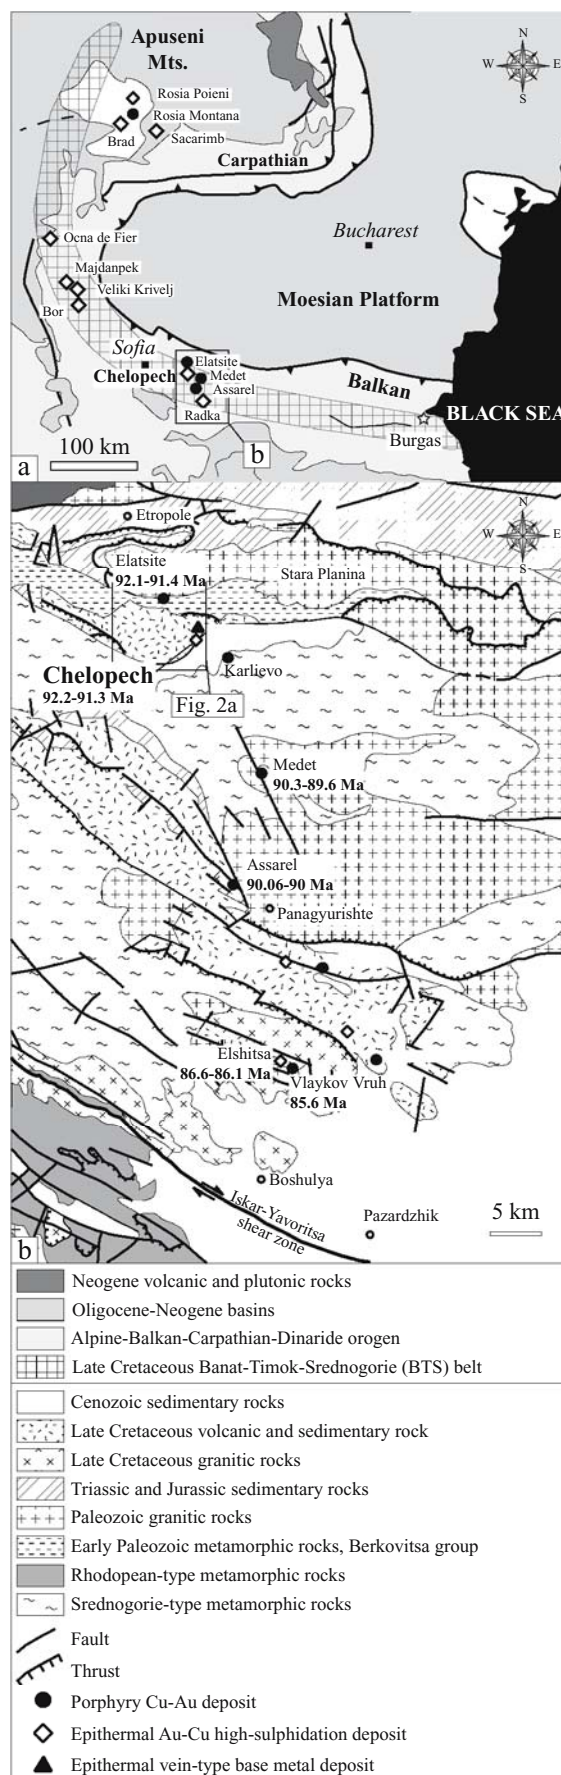 Apuseni
Mts.
N
W
E
S
Rosia Poieni
Rosia Montana
Brad
Sacarimb
Carpathian
Ocna de Fier
Bucharest
Majdanpek
Veliki Krivelj
Moesian Platform
Bor
Sofia
Elatsite
Chelopech
Medet
Assarel
Balkan
Radka
BLACK SEA
Burgas
100 km
a
b
N
W
E
S
Etropole
Elatsite
92.1-91.4 Ma
Stara Planina
Chelopech
92.2-91.3 Ma
Karlievo
Fig. 2a
Medet
90.3-89.6 Ma
Assarel
90.06-90 Ma
Panagyurishte
Elshitsa
86.6-86.1 Ma
Vlaykov Vruh
85.6 Ma
Boshulya
Iskar-Yavoritsa
shear zone
Pazardzhik
5 km
b
Neogene volcanic and plutonic rocks
Oligocene-Neogene basins
Alpine-Balkan-Carpathian-Dinaride orogen
Late Cretaceous Banat-Timok-Srednogorie (BTS) belt
Cenozoic sedimentary rocks
Late Cretaceous volcanic and sedimentary rock
Late Cretaceous granitic rocks
Triassic and Jurassic sedimentary rocks
Paleozoic granitic rocks
Early Paleozoic metamorphic rocks, Berkovitsa group
Rhodopean-type metamorphic rocks
Srednogorie-type metamorphic rocks
Fault
Thrust
Porphyry Cu-Au deposit
Epithermal Au-Cu high-sulphidation deposit
Epithermal vein-type base metal deposit